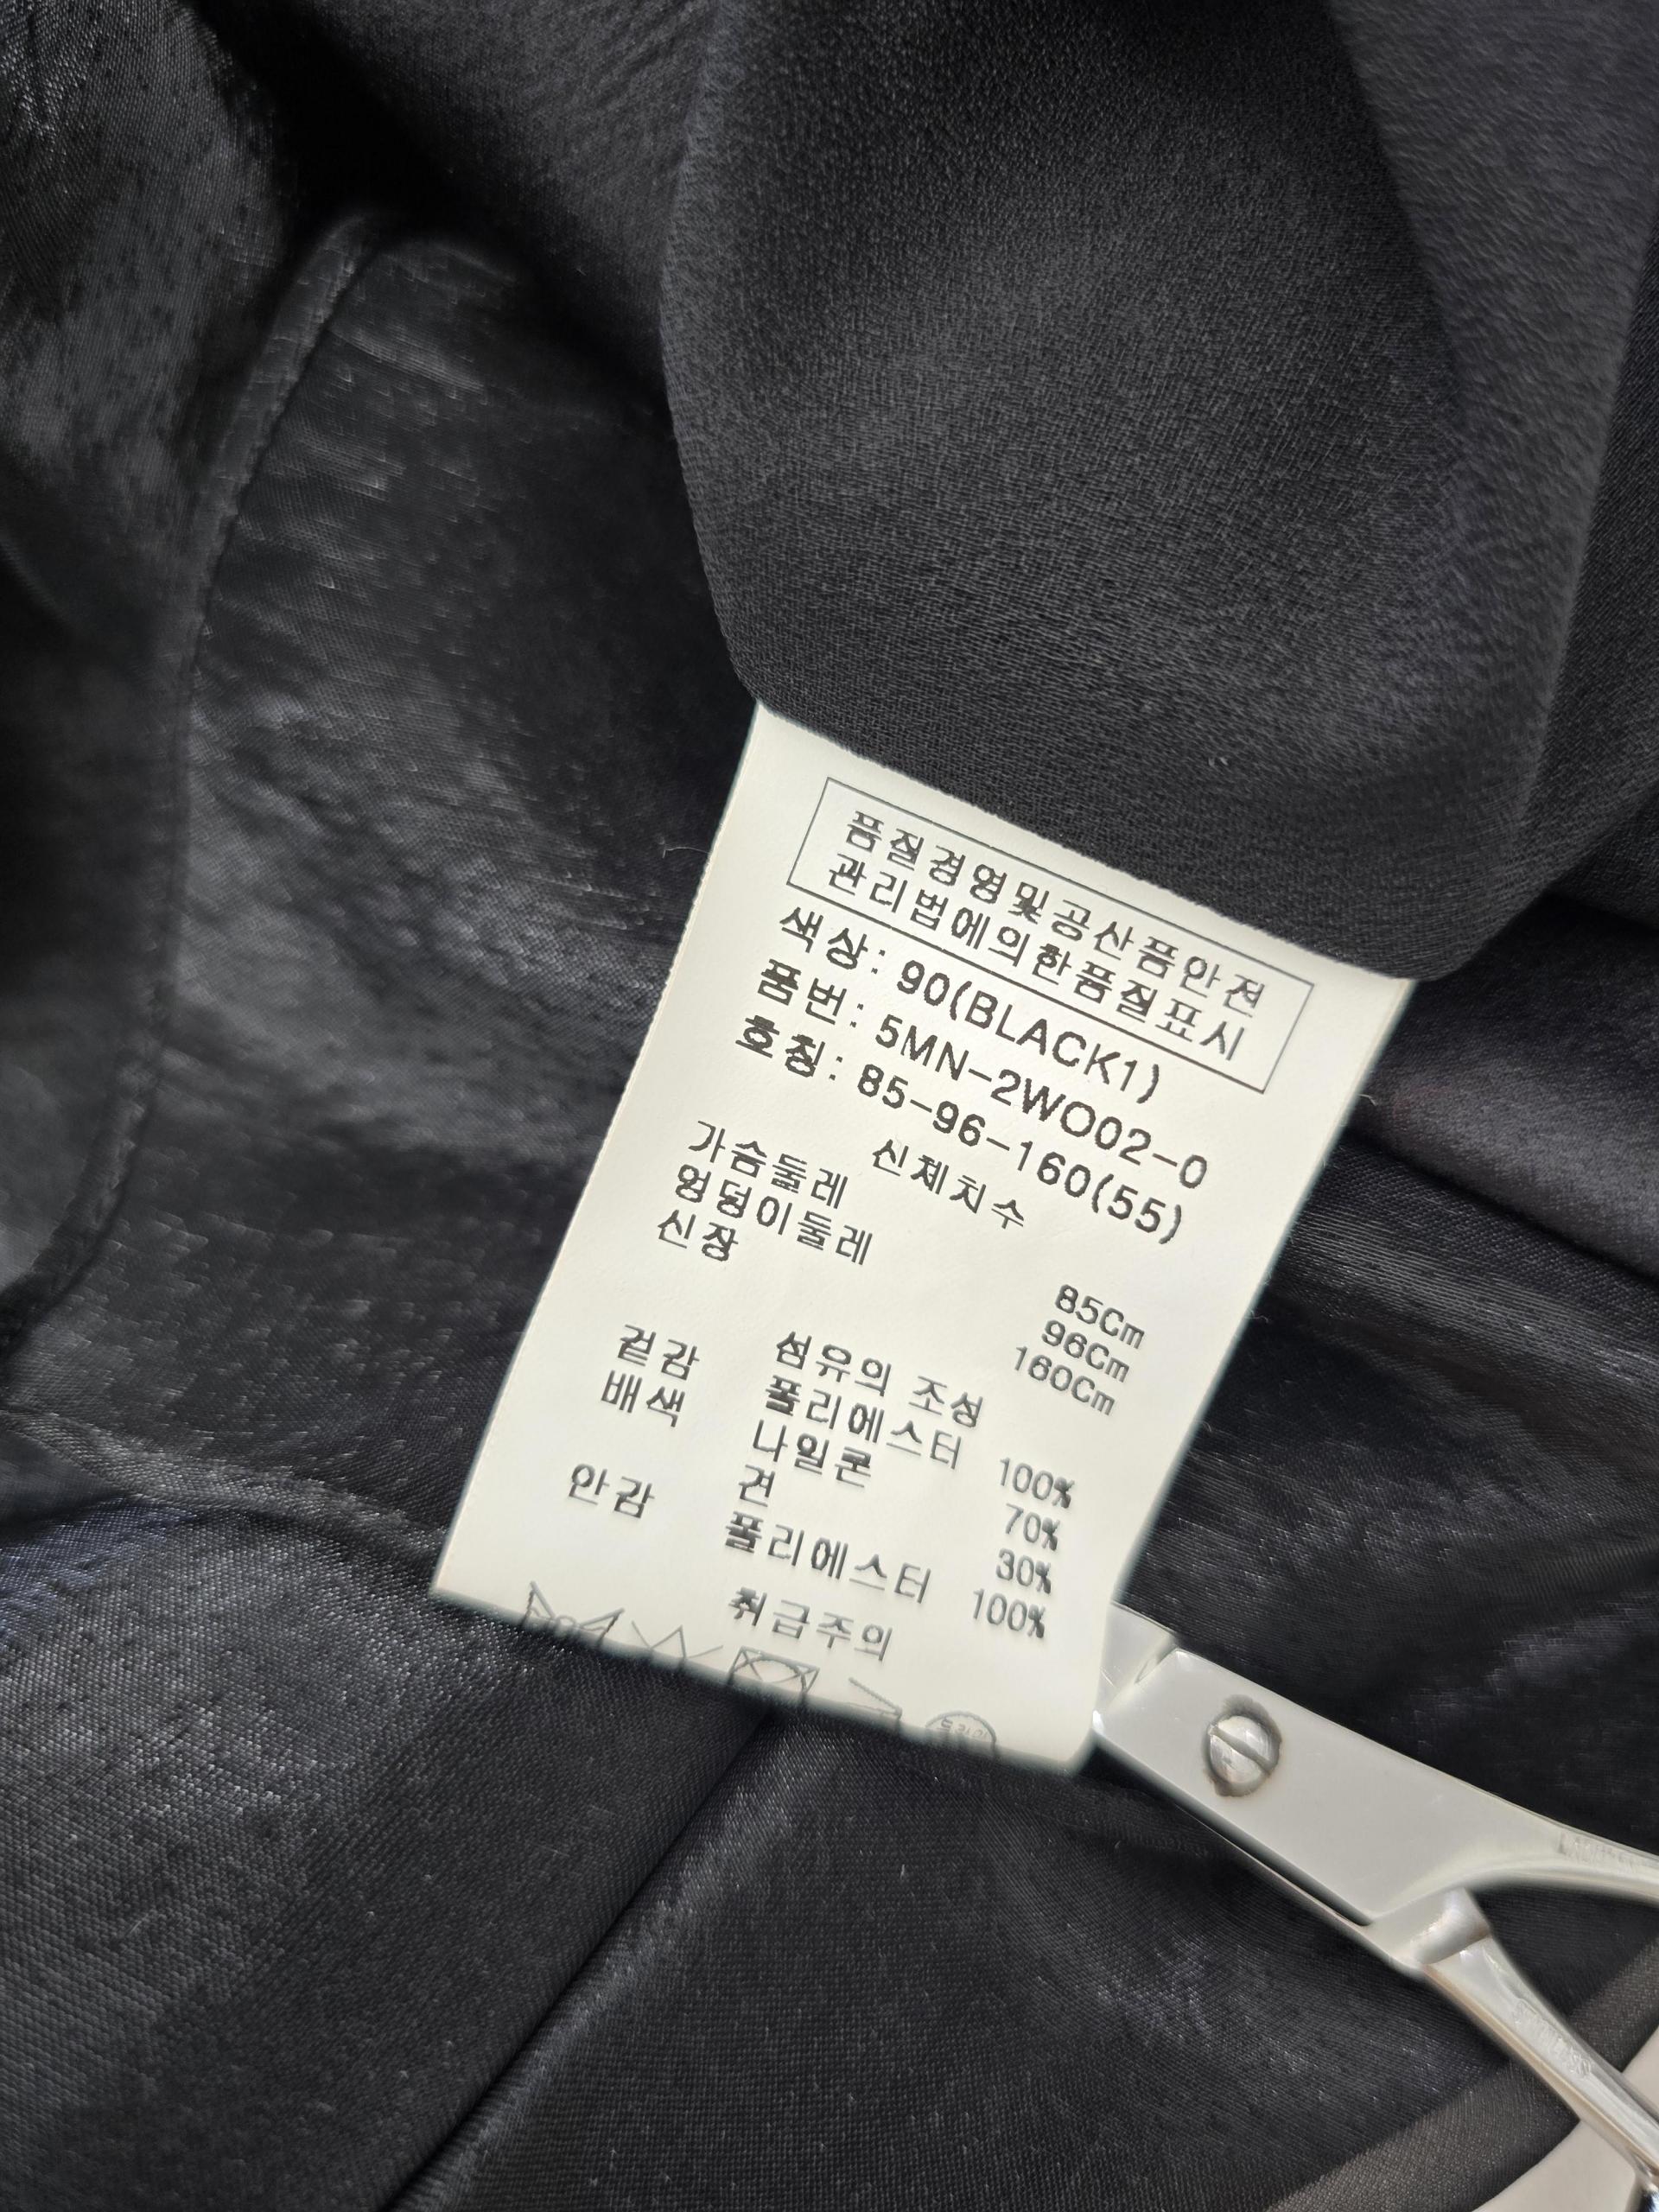 품질경영및공산품안전
관리법에의한품질표시
색상: 90(BLACK1)
품번: 5MN-2WO02-0
호칭: 85-96-160(55)
신체치수
가슴둘레 85Cm
엉덩이둘레 96Cm
신장 160Cm
섬유의 조성
겉감 폴리에스터 100%
배색 나일론 70%
견 30%
안감 폴리에스터 100%
취급주의
드라이